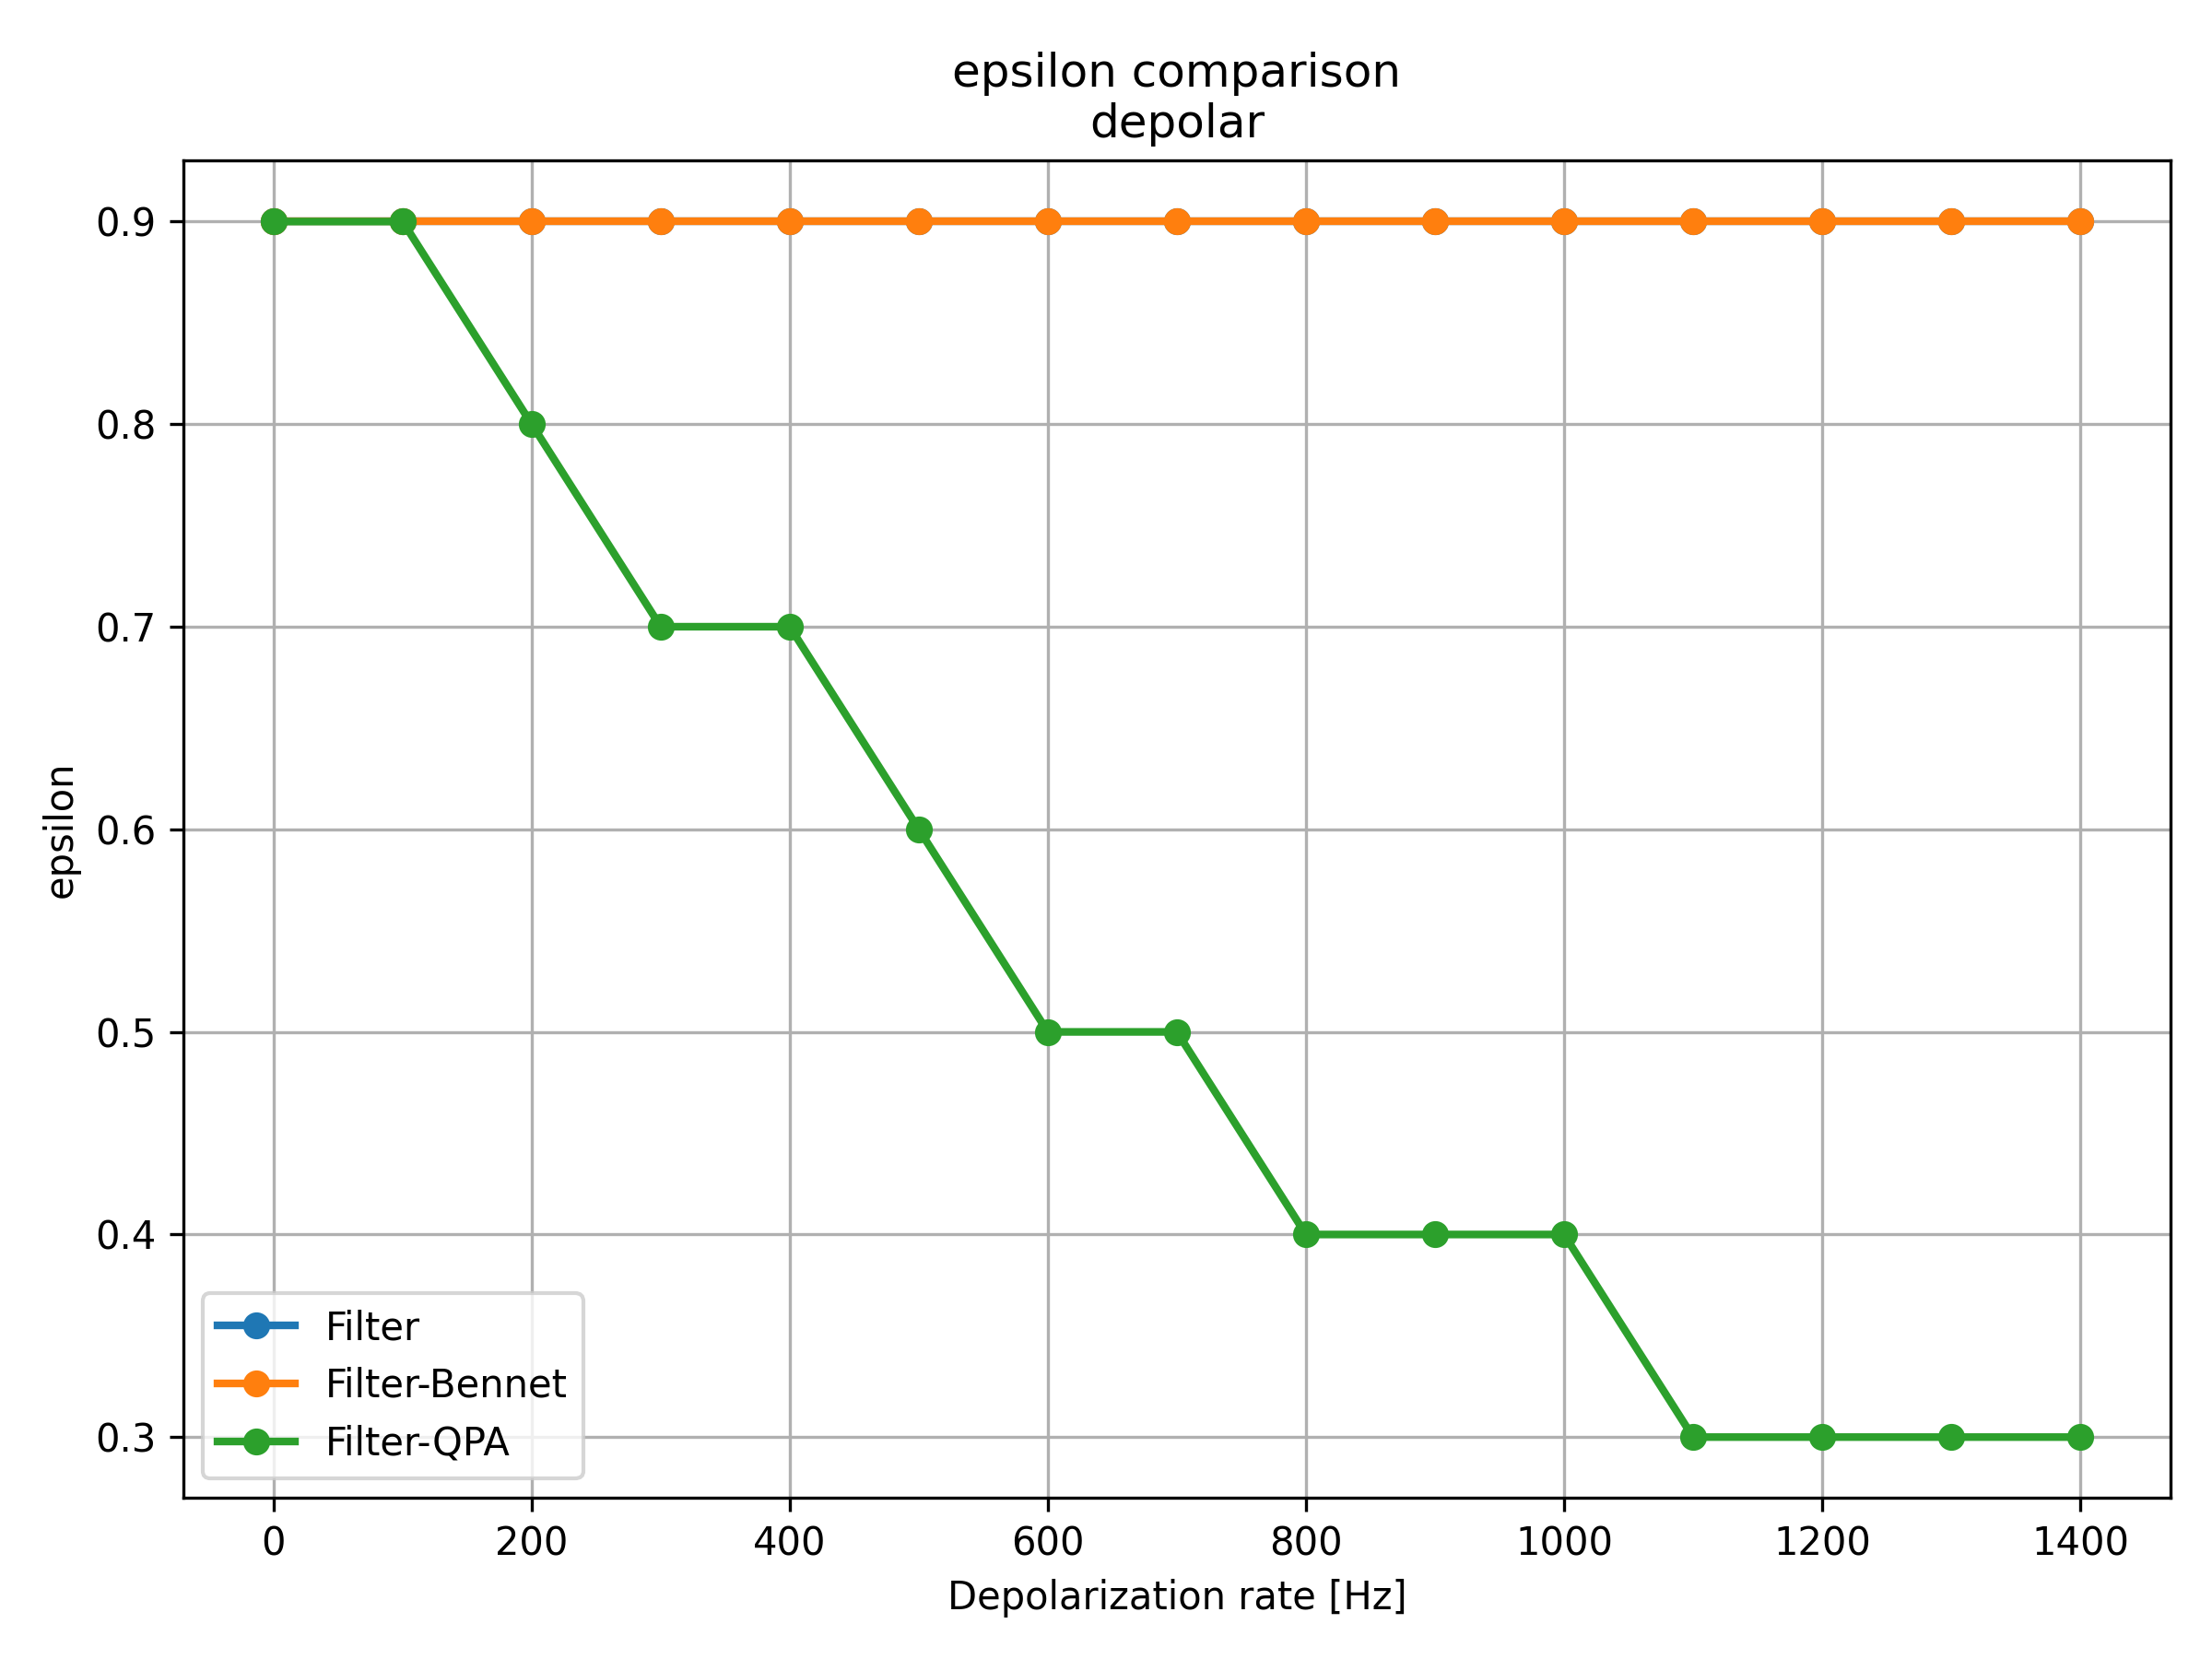 epsilon comparison
depolar
0.9
0.8
0.7
0.6
0.5
0.4
0.3
epsilon
Filter
Filter-Bennet
Filter-QPA
0 200 400 600 800 1000 1200 1400
Depolarization rate [Hz]